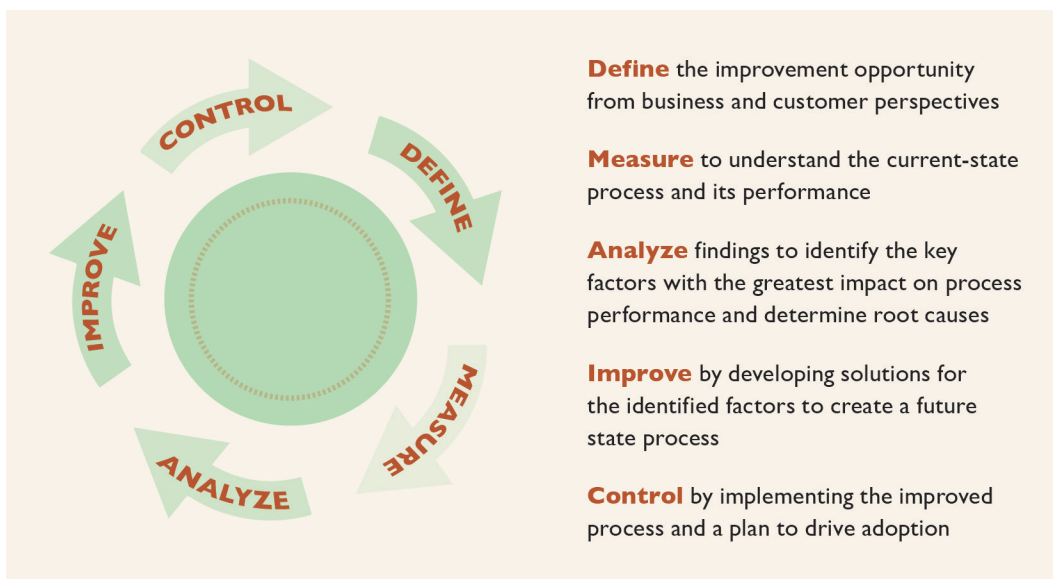 CONTROL
DEFINE
MEASURE
ANALYZE
IMPROVE
Define the improvement opportunity
from business and customer perspectives
Measure to understand the current-state
process and its performance
Analyze findings to identify the key
factors with the greatest impact on process
performance and determine root causes
Improve by developing solutions for
the identified factors to create a future
state process
Control by implementing the improved
process and a plan to drive adoption